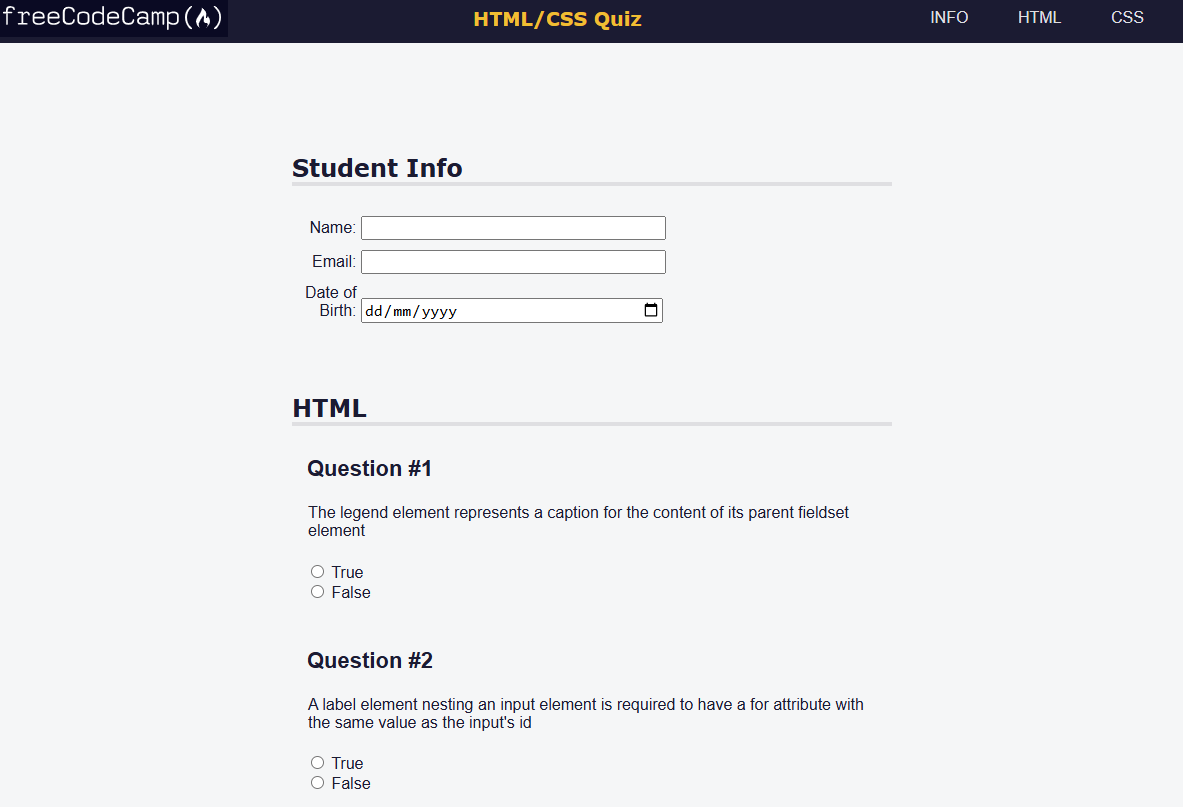 freeCodeCamp(🔥)
HTML/CSS Quiz
INFO
HTML
CSS
Student Info
Name:
Email:
Date of
Birth:
dd/mm/yyyy
HTML
Question #1
The legend element represents a caption for the content of its parent fieldset
element
True
False
Question #2
A label element nesting an input element is required to have a for attribute with
the same value as the input's id
True
False